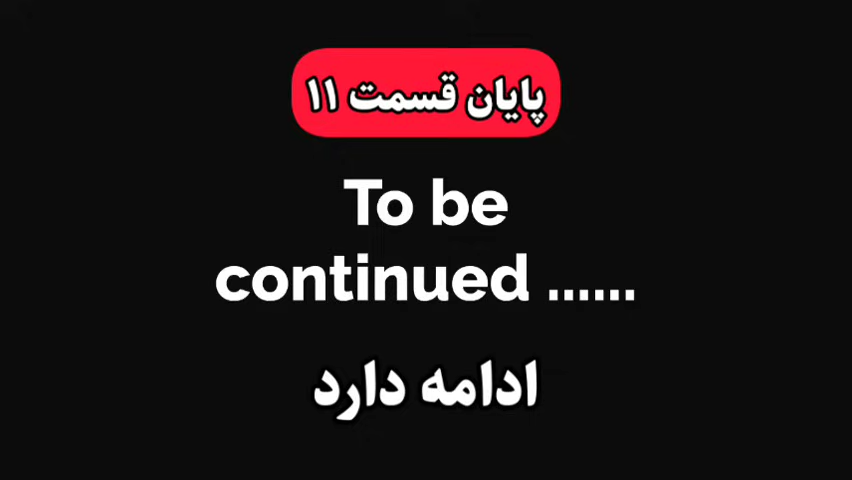 پایان قسمت ۱۱
To be
continued ......
ادامه دارد